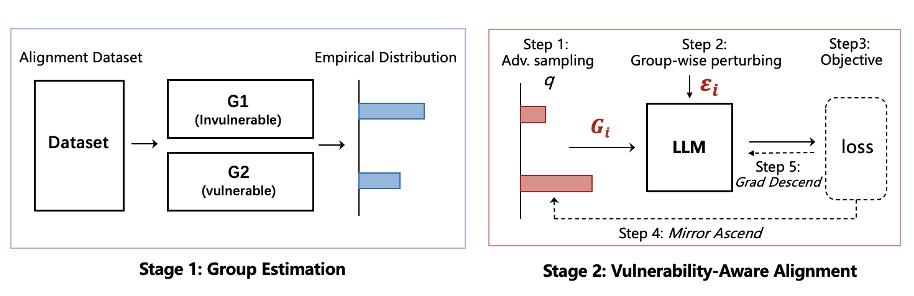 Alignment Dataset
Empirical Distribution
Dataset
G1
(Invulnerable)
G2
(vulnerable)
Stage 1: Group Estimation
Step 1:
Adv. sampling
q
Step 2:
Group-wise perturbing
εi
Step3:
Objective
Gi
LLM
loss
Step 5:
Grad Descend
Step 4: Mirror Ascend
Stage 2: Vulnerability-Aware Alignment